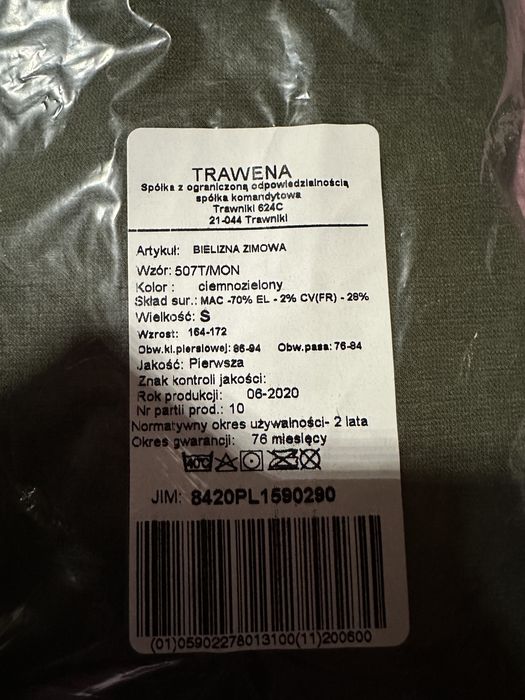 TRAWENA
Spółka z ograniczoną odpowiedzialnością
spółka komandytowa
Trawniki 624C
21-044 Trawniki
Artykuł: BIELIZNA ZIMOWA
Wzór: 507T/MON
Kolor : ciemnozielony
Skład sur.: MAC -70% EL - 2% CV(FR) - 28%
Wielkość: S
Wzrost: 164-172
Obw.kl.piersiowej: 86-94 Obw.pasa: 76-84
Jakość: Pierwsza
Znak kontroli jakości:
Rok produkcji: 06-2020
Nr partii prod.: 10
Normatywny okres używalności- 2 lata
Okres gwarancji: 76 miesięcy
40C
JIM: 8420PL1590290
(01)05902278013100(11)200600